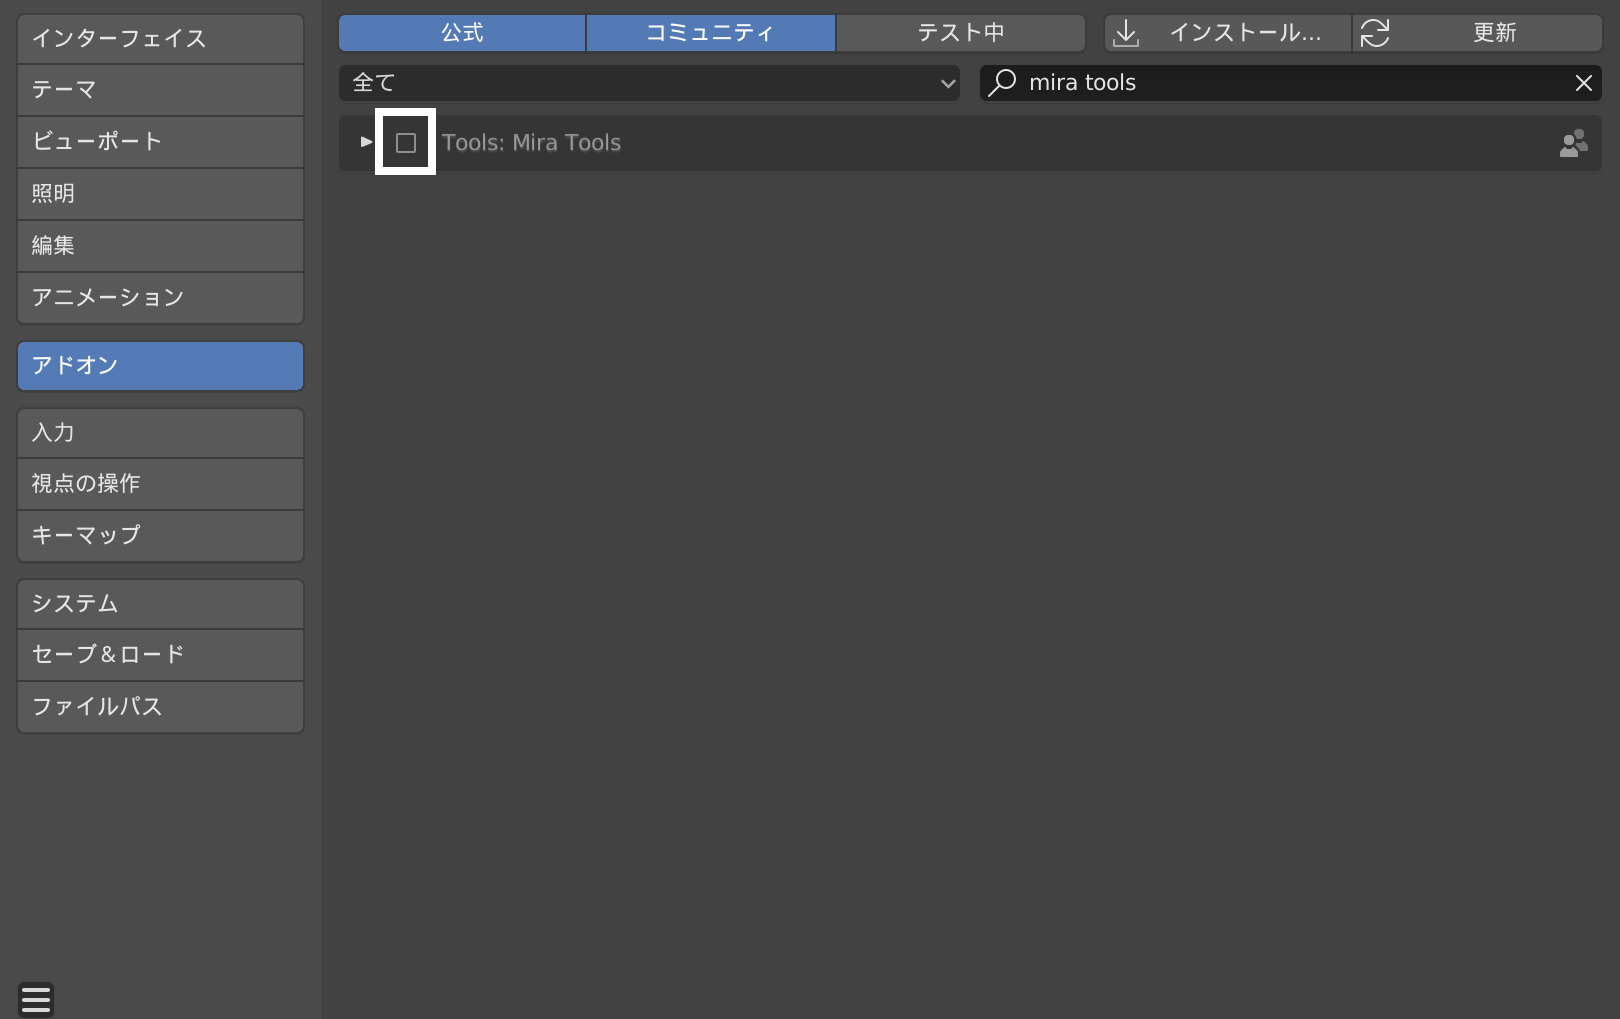 インターフェイス
テーマ
ビューポート
照明
編集
アニメーション
アドオン
入力
視点の操作
キーマップ
システム
セーブ＆ロード
ファイルパス
公式
コミュニティ
テスト中
インストール...
更新
全て
mira tools
Tools: Mira Tools